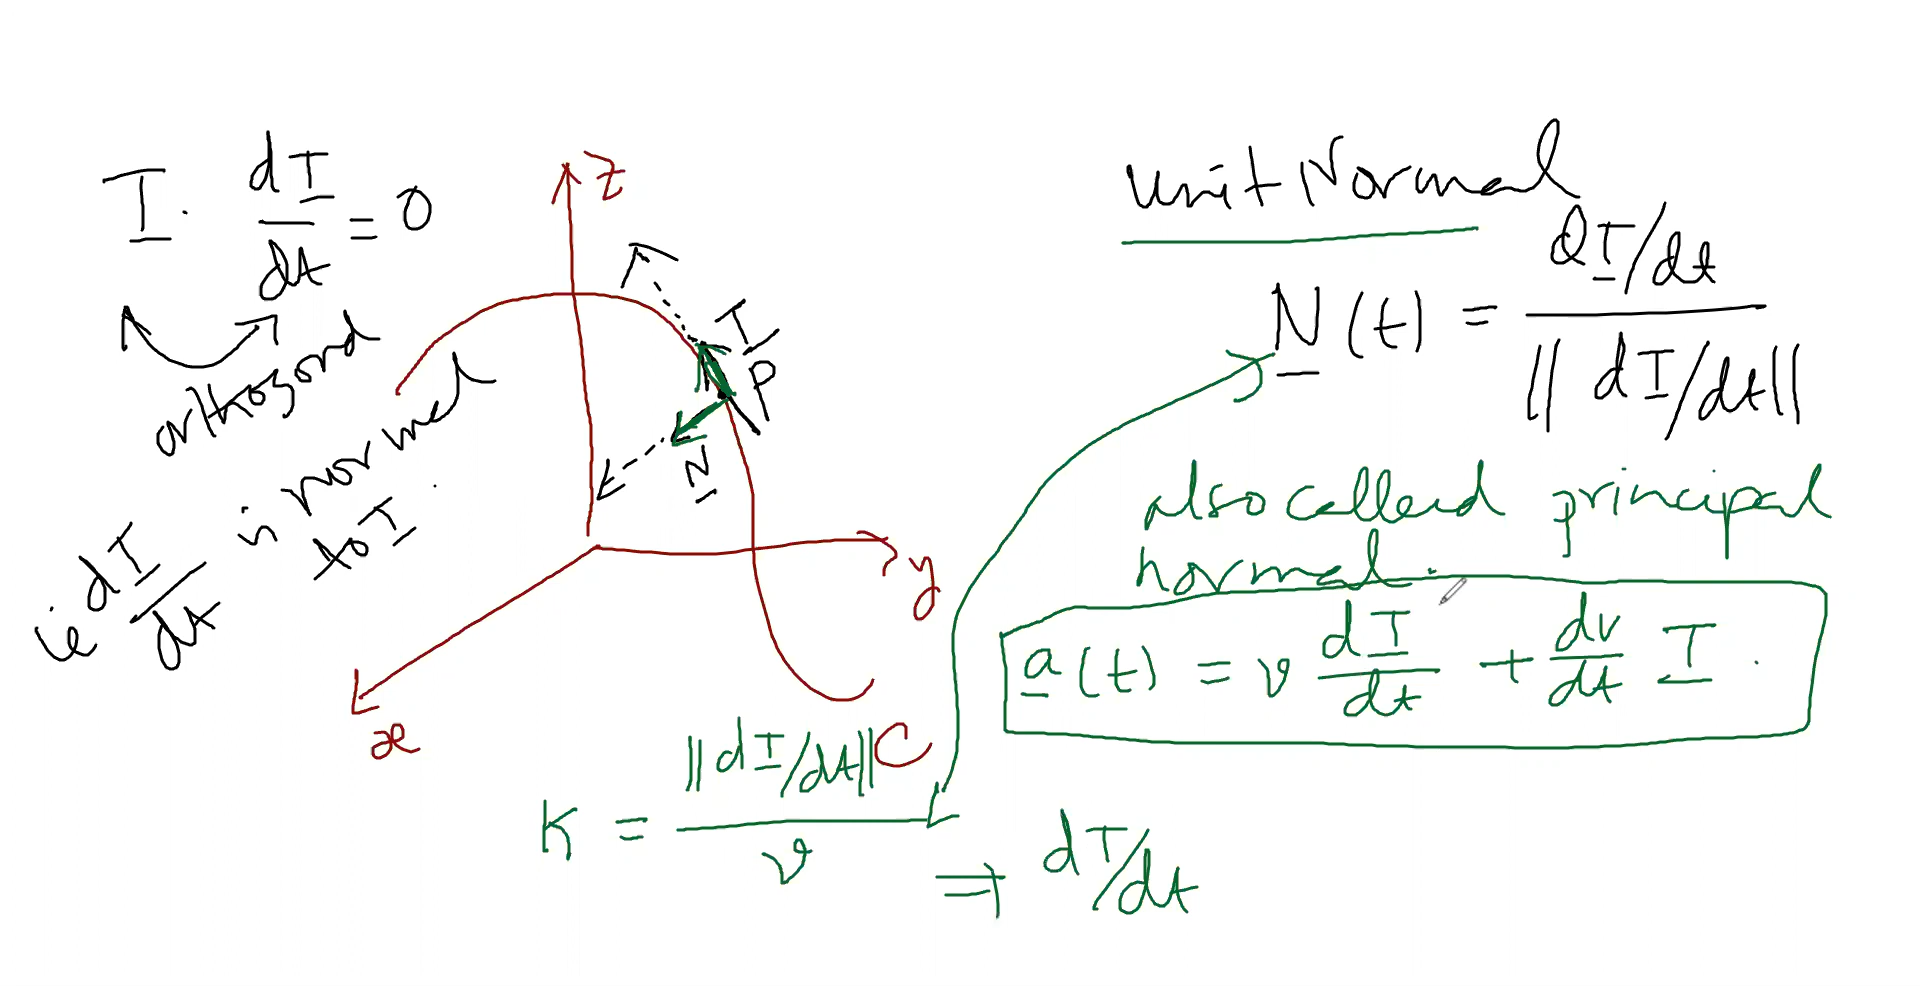 T . dT/dt = 0
orthogonal
ie dT/dt is normal
to T .
z
T
P
N
y
x
C
Unit Normal
N(t) = dT/dt / ||dT/dt||
also called principal
normal.
a(t) = v dT/dt + dv/dt T .
K = ||dT/dt|| / v
⇒ dT/dt